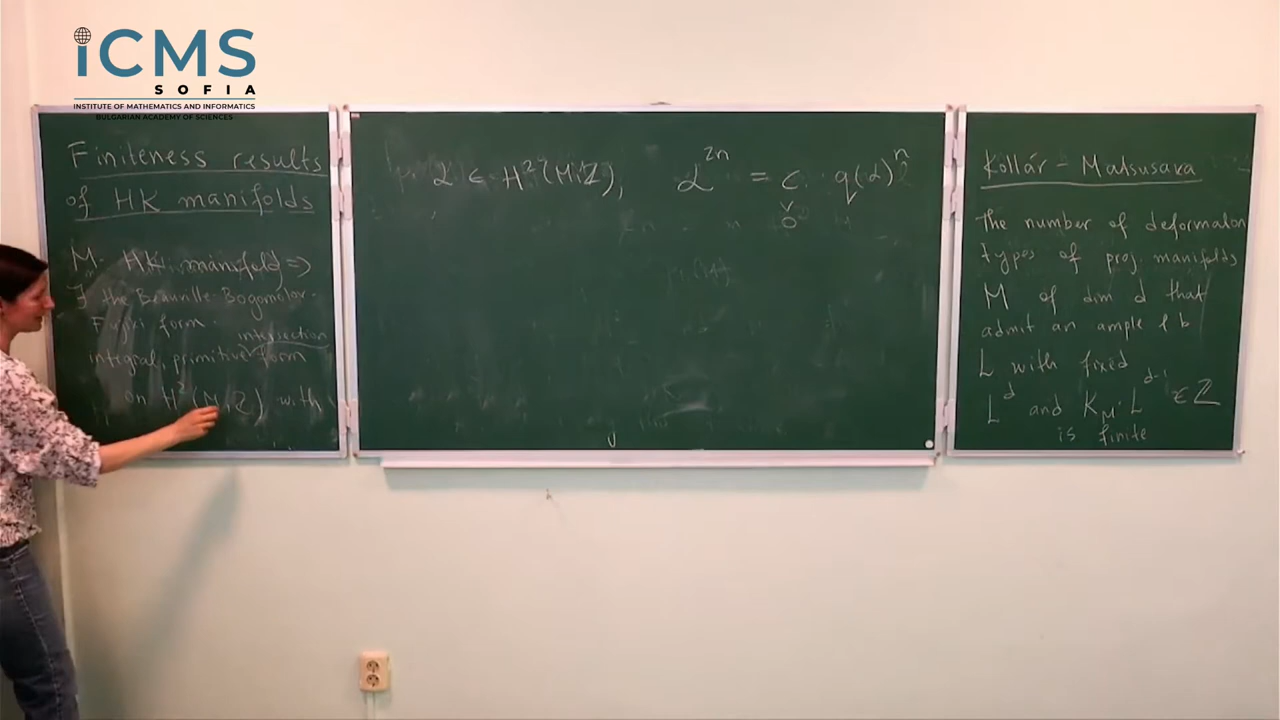 iCMS
SOFIA
INSTITUTE OF MATHEMATICS AND INFORMATICS
BULGARIAN ACADEMY OF SCIENCES
Finiteness results
of HK manifolds
M: HK manifold ⇒
∃ the Beauville-Bogomolov-
Fujiki form:
intersection
integral, primitive form
on H²(M,Z) with
α ∈ H²(M,Z), α²ⁿ = c · q(α)ⁿ
∨
0
Kollár - Matsusaka
The number of deformation
types of proj. manifolds
M of dim d that
admit an ample l b
L with fixed
L^d and K_M · L^{d-1} ∈ Z
is finite